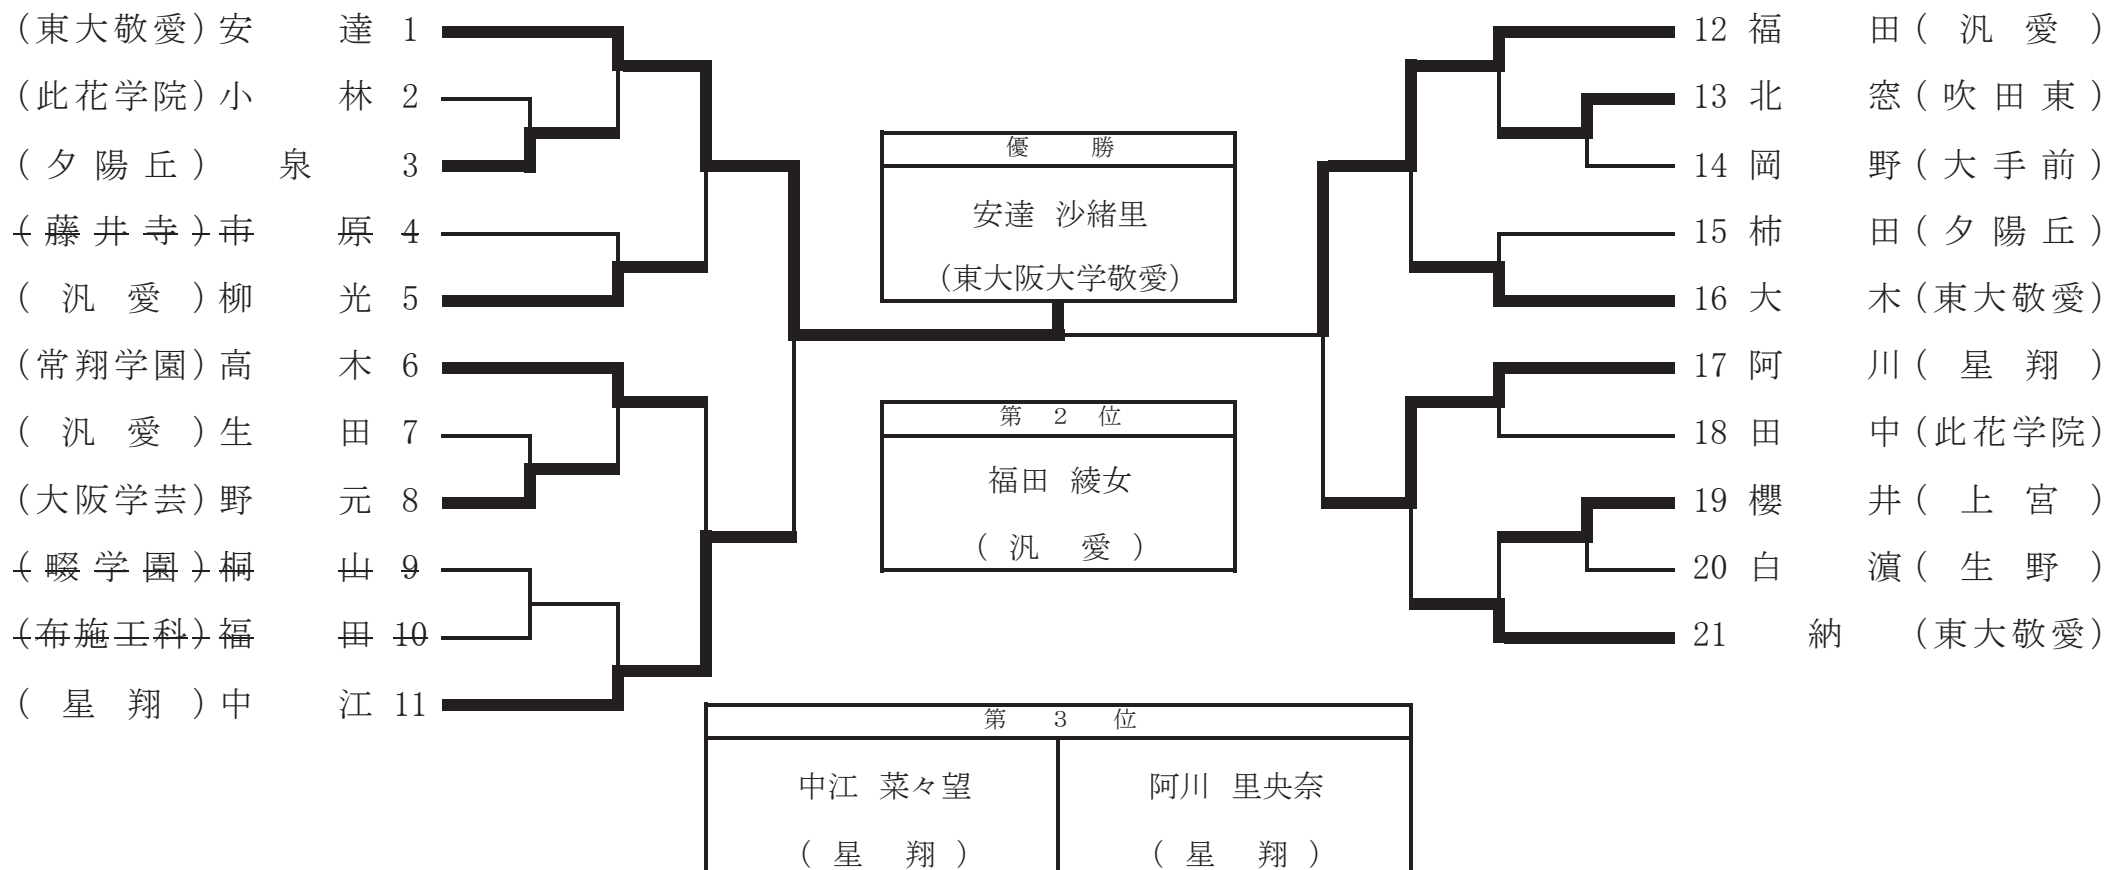 (東大敬愛)安 達 1
(此花学院)小 林 2
(夕陽丘) 泉 3
(藤井寺)市 原 4
(汎愛)柳 光 5
(常翔学園)高 木 6
(汎愛)生 田 7
(大阪学芸)野 元 8
(畷学園)桐 山 9
(布施工科)福 田 10
(星翔)中 江 11
優 勝
安達 沙緒里
(東大阪大学敬愛)
第 2 位
福田 綾女
(汎 愛)
第 3 位
中江 菜々望
(星 翔)
阿川 里央奈
(星 翔)
12 福 田(汎愛)
13 北 窓(吹田東)
14 岡 野(大手前)
15 柿 田(夕陽丘)
16 大 木(東大敬愛)
17 阿 川(星翔)
18 田 中(此花学院)
19 櫻 井(上宮)
20 白 濵(生野)
21 納 (東大敬愛)